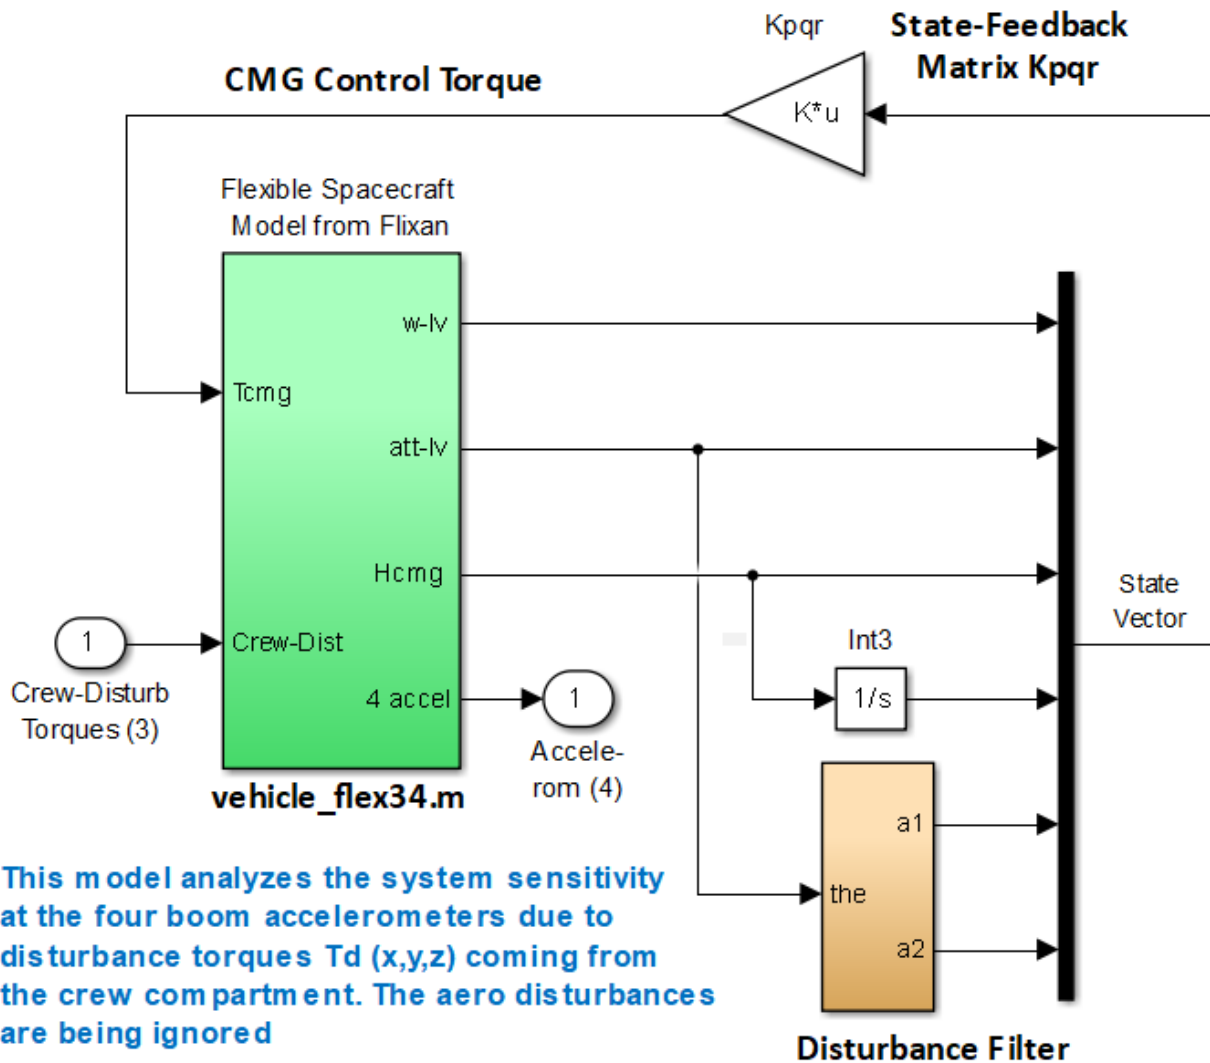 Kpqr
State-Feedback
Matrix Kpqr
CMG Control Torque
K*u
Flexible Spacecraft
Model from Flixan
w-lv
Tcmg
att-lv
Hcmg
State
Vector
1
Crew-Dist
Int3
Crew-Disturb
Torques (3)
4 accel
1
1/s
Accele-
rom (4)
vehicle_flex34.m
a1
the
a2
This model analyzes the system sensitivity
at the four boom accelerometers due to
disturbance torques Td (x,y,z) coming from
the crew compartment. The aero disturbances
are being ignored
Disturbance Filter